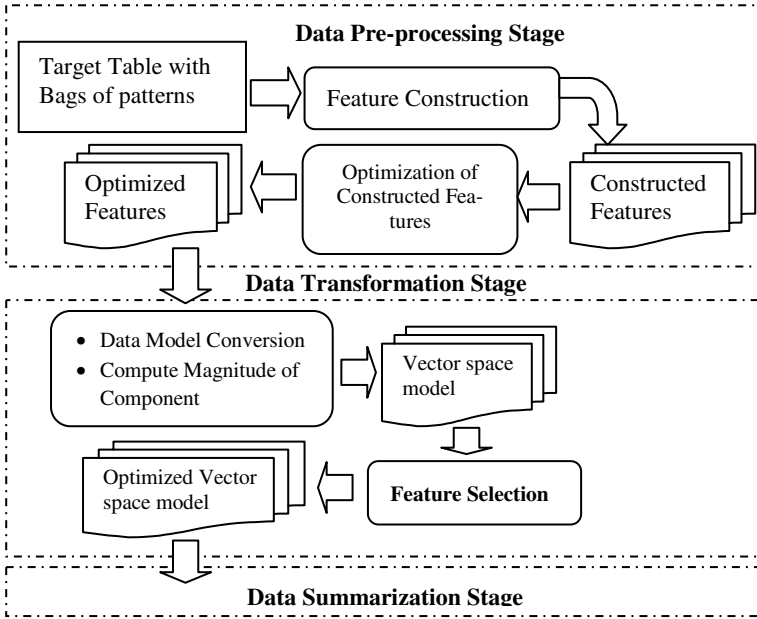 Data Pre-processing Stage
Target Table with
Bags of patterns
Feature Construction
Constructed
Features
Optimization of
Constructed Fea-
tures
Optimized
Features
Data Transformation Stage
• Data Model Conversion
• Compute Magnitude of
Component
Vector space
model
Feature Selection
Optimized Vector
space model
Data Summarization Stage